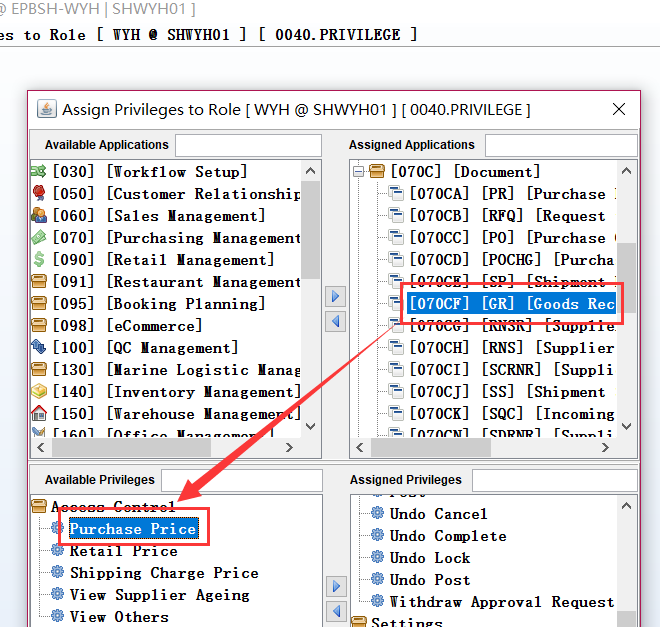 @ EPBSH-WYH | SHWYH01 ]
es to Role [ WYH @ SHWYH01 ] [ 0040.PRIVILEGE ]
Assign Privileges to Role [ WYH @ SHWYH01 ] [ 0040.PRIVILEGE ]
Available Applications
[030] [Workflow Setup]
[050] [Customer Relationship
[060] [Sales Management]
[070] [Purchasing Management
[090] [Retail Management]
[091] [Restaurant Management
[095] [Booking Planning]
[098] [eCommerce]
[100] [QC Management]
[130] [Marine Logistic Manag
[140] [Inventory Management]
[150] [Warehouse Management]
[160] [Office Management]
Assigned Applications
[070C] [Document]
[070CA] [PR] [Purchase
[070CB] [RFQ] [Request
[070CC] [PO] [Purchase
[070CD] [POCHG] [Purcha
[070CE] [SP] [Shipment
[070CF] [GR] [Goods Rec
[070CG] [RNSR] [Supplie
[070CH] [RNS] [Supplier
[070CI] [SCRNR] [Suppli
[070CJ] [SS] [Shipment
[070CK] [SQC] [Incoming
[070CN] [SDRNR] [Suppli
Available Privileges
Access Control
Purchase Price
Retail Price
Shipping Charge Price
View Supplier Ageing
View Others
Assigned Privileges
Post
Undo Cancel
Undo Complete
Undo Lock
Undo Post
Withdraw Approval Request
Settings